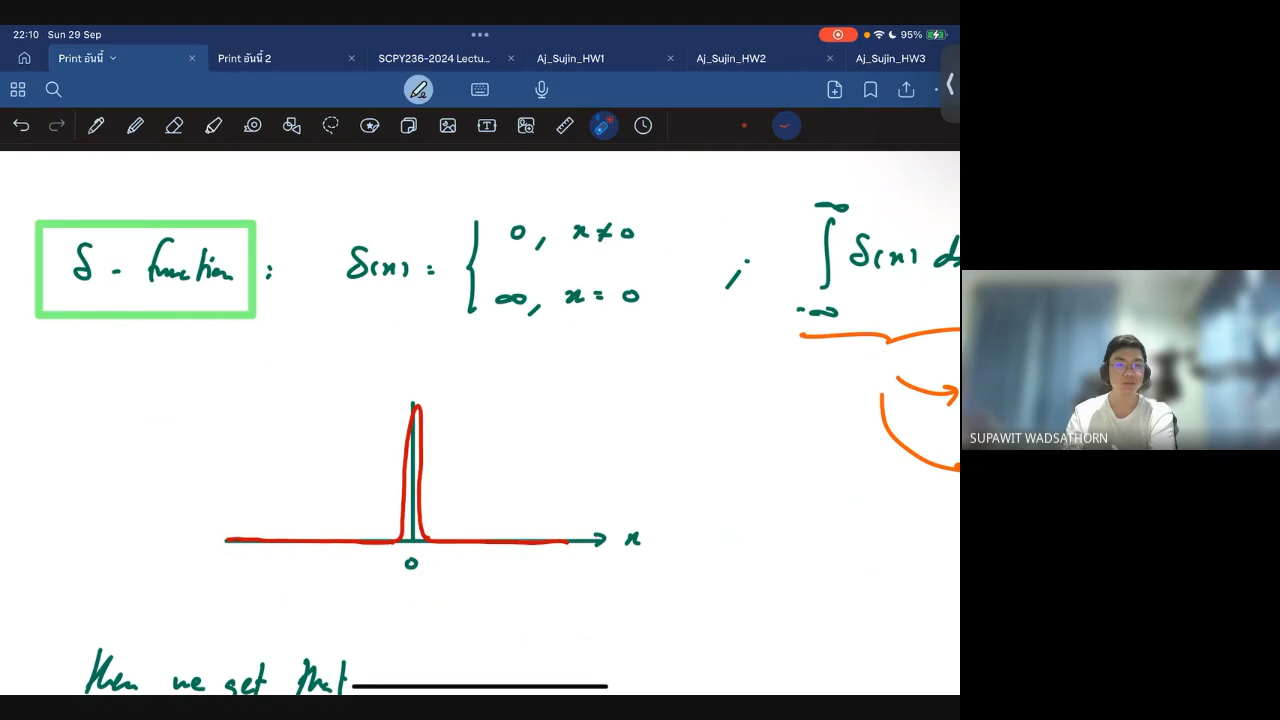 22:10 Sun 29 Sep
95%
Print อันนี้
Print อันนี้ 2
SCPY236-2024 Lectu...
Aj_Sujin_HW1
Aj_Sujin_HW2
Aj_Sujin_HW3
δ - function : δ(x) = { 0, x ≠ 0 ; ∫ δ(x) d
∞, x = 0
∞
-∞
x
0
then we get that
SUPAWIT WADSATHORN